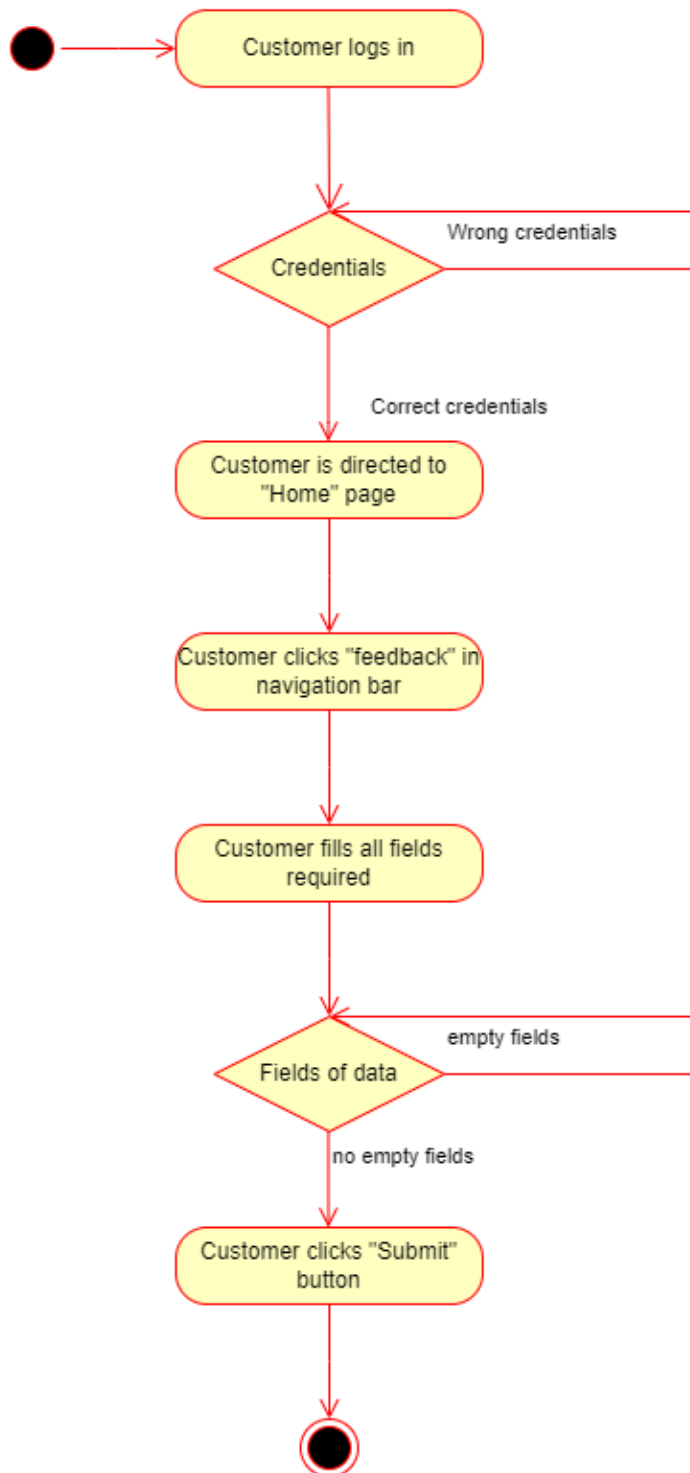 Customer logs in
Wrong credentials
Credentials
Correct credentials
Customer is directed to
"Home" page
Customer clicks "feedback" in
navigation bar
Customer fills all fields
required
empty fields
Fields of data
no empty fields
Customer clicks "Submit"
button